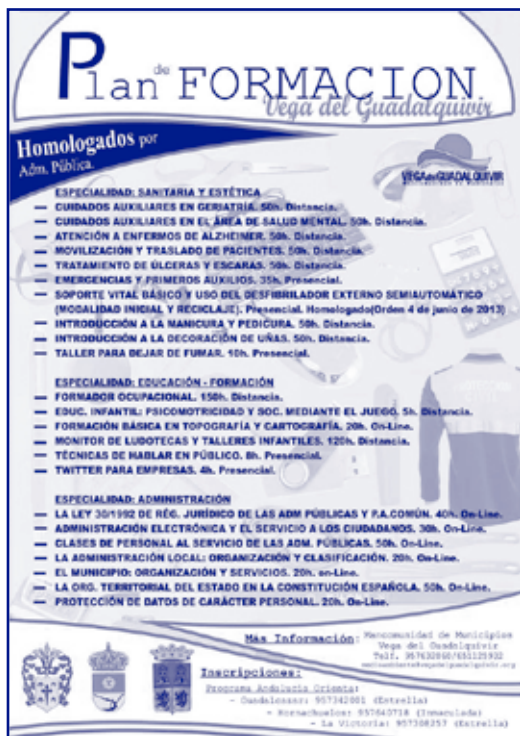 Plan de FORMACION
Vega del Guadalquivir
Homologados por
Adm. Pública.
VEGA del GUADALQUIVIR
ESPECIALIDAD: SANITARIA Y ESTÉTICA
— CUIDADOS AUXILIARES EN GERIATRÍA. 50h. Distancia.
— CUIDADOS AUXILIARES EN EL ÁREA DE SALUD MENTAL. 50h. Distancia.
— ATENCIÓN A ENFERMOS DE ALZHEIMER. 50h. Distancia.
— MOVILIZACIÓN Y TRASLADO DE PACIENTES. 50h. Distancia.
— TRATAMIENTO DE ÚLCERAS Y ESCARAS. 50h. Distancia.
— EMERGENCIAS Y PRIMEROS AUXILIOS. 35h. Presencial.
— SOPORTE VITAL BÁSICO Y USO DEL DESFIBRILADOR EXTERNO SEMIAUTOMÁTICO
(MODALIDAD INICIAL Y RECICLAJE). Presencial. Homologado(Orden 4 de junio de 2013)
— INTRODUCCIÓN A LA MANICURA Y PEDICURA. 50h. Distancia.
— INTRODUCCIÓN A LA DECORACIÓN DE UÑAS. 50h. Distancia.
— TALLER PARA DEJAR DE FUMAR. 10h. Presencial.
ESPECIALIDAD: EDUCACIÓN - FORMACIÓN
— FORMADOR OCUPACIONAL. 150h. Distancia.
— EDUC. INFANTIL: PSICOMOTRICIDAD Y SOC. MEDIANTE EL JUEGO. 5h. Distancia.
— FORMACIÓN BÁSICA EN TOPOGRAFÍA Y CARTOGRAFÍA. 20h. On-Line.
— MONITOR DE LUDOTECAS Y TALLERES INFANTILES. 120h. Distancia.
— TÉCNICAS DE HABLAR EN PÚBLICO. 8h. Presencial.
— TWITTER PARA EMPRESAS. 4h. Presencial.
ESPECIALIDAD: ADMINISTRACIÓN
— LA LEY 30/1992 DE RÉG. JURÍDICO DE LAS ADM PÚBLICAS Y P.A.COMÚN. 40h. On-Line.
— ADMINISTRACIÓN ELECTRÓNICA Y EL SERVICIO A LOS CIUDADANOS. 30h. On-Line.
— CLASES DE PERSONAL AL SERVICIO DE LAS ADM. PÚBLICAS. 50h. On-Line.
— LA ADMINISTRACIÓN LOCAL: ORGANIZACIÓN Y CLASIFICACIÓN. 20h. On-Line.
— EL MUNICIPIO: ORGANIZACIÓN Y SERVICIOS. 20h. on-Line.
— LA ORG. TERRITORIAL DEL ESTADO EN LA CONSTITUCIÓN ESPAÑOLA. 50h. On-Line.
— PROTECCIÓN DE DATOS DE CARÁCTER PERSONAL. 20h. On-Line.
Más Información: Mancomunidad de Municipios
Vega del Guadalquivir
Telf. 957632060/651125932
Inscripciones:
Programa Andalucía Orienta:
- Guadalcazar: 957342001 (Estrella)
- Hornachuelos: 957640718 (Inmaculada)
- La Victoria: 957308257 (Estrella)